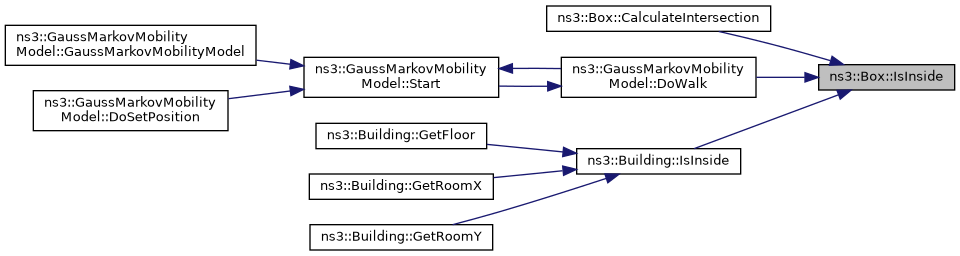 ns3::Box::CalculateIntersection
ns3::GaussMarkovMobility
Model::GaussMarkovMobilityModel
ns3::GaussMarkovMobility
Model::Start
ns3::GaussMarkovMobility
Model::DoWalk
ns3::Box::IsInside
ns3::GaussMarkovMobility
Model::DoSetPosition
ns3::Building::GetFloor
ns3::Building::IsInside
ns3::Building::GetRoomX
ns3::Building::GetRoomY